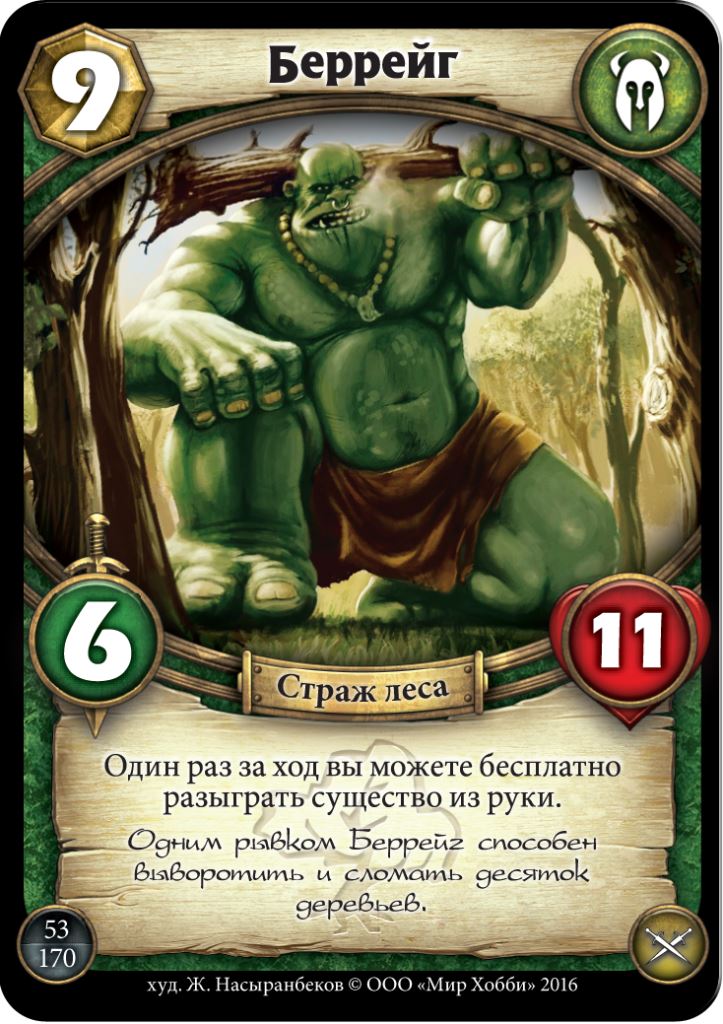 9
Беррейг
6
11
Страж леса
Один раз за ход вы можете бесплатно
разыграть существо из руки.
Одним рывком Беррейг способен
выворотить и сломать десяток
деревьев.
53
170
худ. Ж. Насыранбеков © ООО «Мир Хобби» 2016